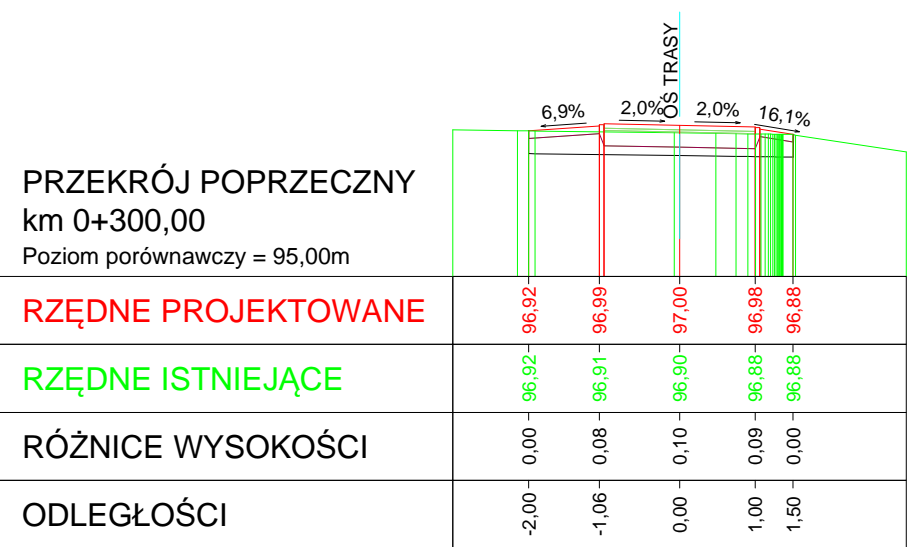 OŚ TRASY
6,9% 2,0% 2,0% 16,1%
PRZEKRÓJ POPRZECZNY
km 0+300,00
Poziom porównawczy = 95,00m
RZĘDNE PROJEKTOWANE 96,92 96,99 97,00 96,98 96,88
RZĘDNE ISTNIEJĄCE 96,92 96,91 96,90 96,88 96,88
RÓŻNICE WYSOKOŚCI 0,00 0,08 0,10 0,09 0,00
ODLEGŁOŚCI -2,00 -1,06 0,00 1,00 1,50